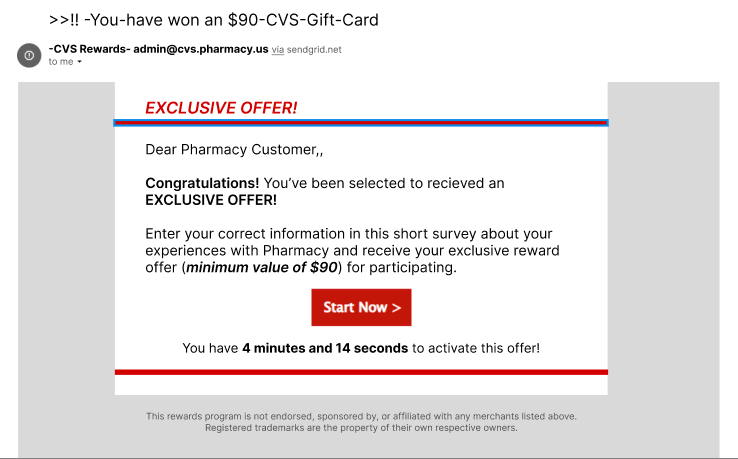 >>!! -You-have won an $90-CVS-Gift-Card
-CVS Rewards- admin@cvs.pharmacy.us via sendgrid.net
to me
EXCLUSIVE OFFER!
Dear Pharmacy Customer,,
Congratulations! You’ve been selected to recieved an
EXCLUSIVE OFFER!
Enter your correct information in this short survey about your
experiences with Pharmacy and receive your exclusive reward
offer (minimum value of $90) for participating.
Start Now >
You have 4 minutes and 14 seconds to activate this offer!
This rewards program is not endorsed, sponsored by, or affiliated with any merchants listed above.
Registered trademarks are the property of their own respective owners.